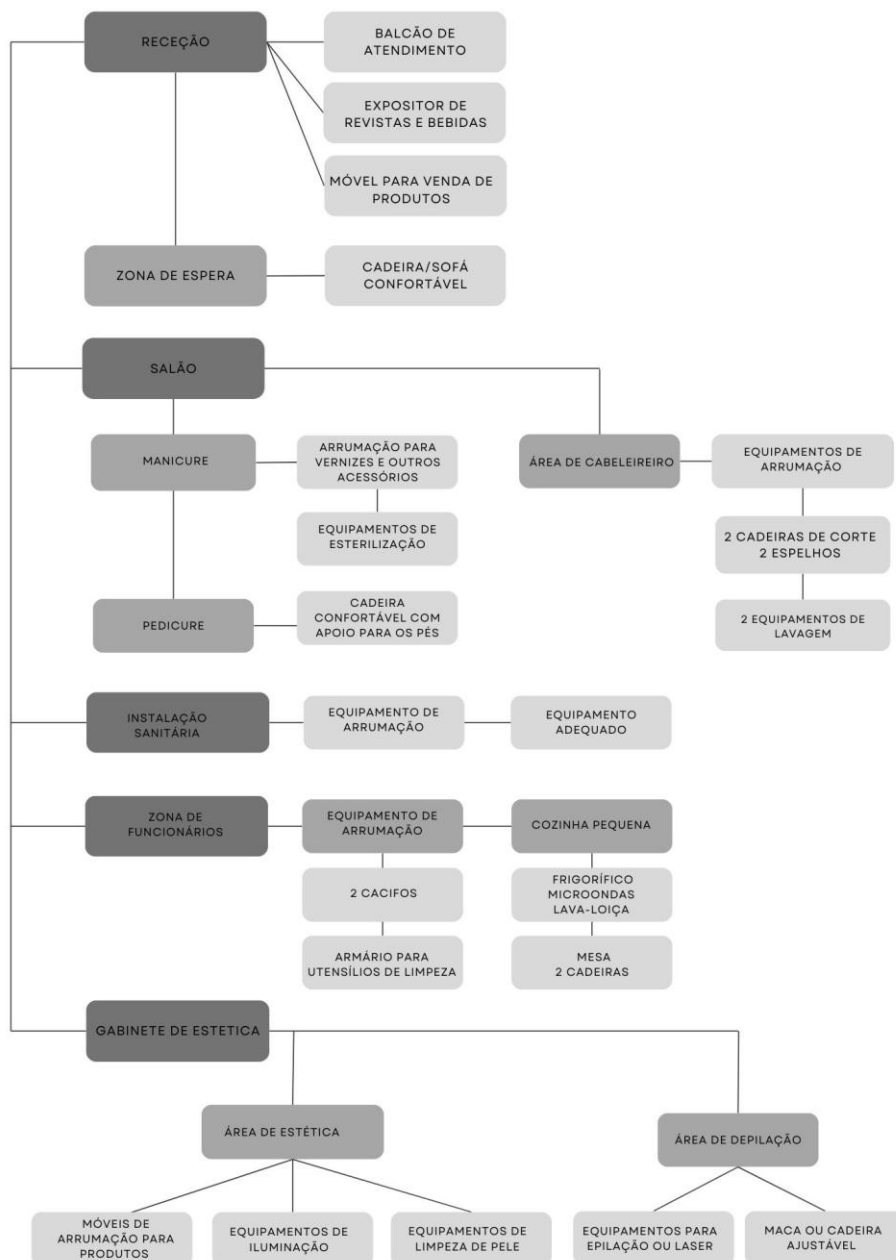 RECEÇÃO
BALCÃO DE
ATENDIMENTO
EXPOSITOR DE
REVISTAS E BEBIDAS
MÓVEL PARA VENDA DE
PRODUTOS
ZONA DE ESPERA
CADEIRA/SOFÁ
CONFORTÁVEL
SALÃO
MANICURE
ARRUMAÇÃO PARA
VERNIZES E OUTROS
ACESSÓRIOS
EQUIPAMENTOS DE
ESTERILIZAÇÃO
PEDICURE
CADEIRA
CONFORTÁVEL COM
APOIO PARA OS PÉS
ÁREA DE CABELEIREIRO
EQUIPAMENTOS DE
ARRUMAÇÃO
2 CADEIRAS DE CORTE
2 ESPELHOS
2 EQUIPAMENTOS DE
LAVAGEM
INSTALAÇÃO
SANITÁRIA
EQUIPAMENTO DE
ARRUMAÇÃO
EQUIPAMENTO
ADEQUADO
ZONA DE
FUNCIONÁRIOS
EQUIPAMENTO DE
ARRUMAÇÃO
2 CACIFOS
ARMÁRIO PARA
UTENSÍLIOS DE LIMPEZA
COZINHA PEQUENA
FRIGORÍFICO
MICROONDAS
LAVA-LOIÇA
MESA
2 CADEIRAS
GABINETE DE ESTETICA
ÁREA DE ESTÉTICA
MÓVEIS DE
ARRUMAÇÃO PARA
PRODUTOS
EQUIPAMENTOS DE
ILUMINAÇÃO
EQUIPAMENTOS DE
LIMPEZA DE PELE
ÁREA DE DEPILAÇÃO
EQUIPAMENTOS PARA
EPILAÇÃO OU LASER
MACA OU CADEIRA
AJUSTÁVEL